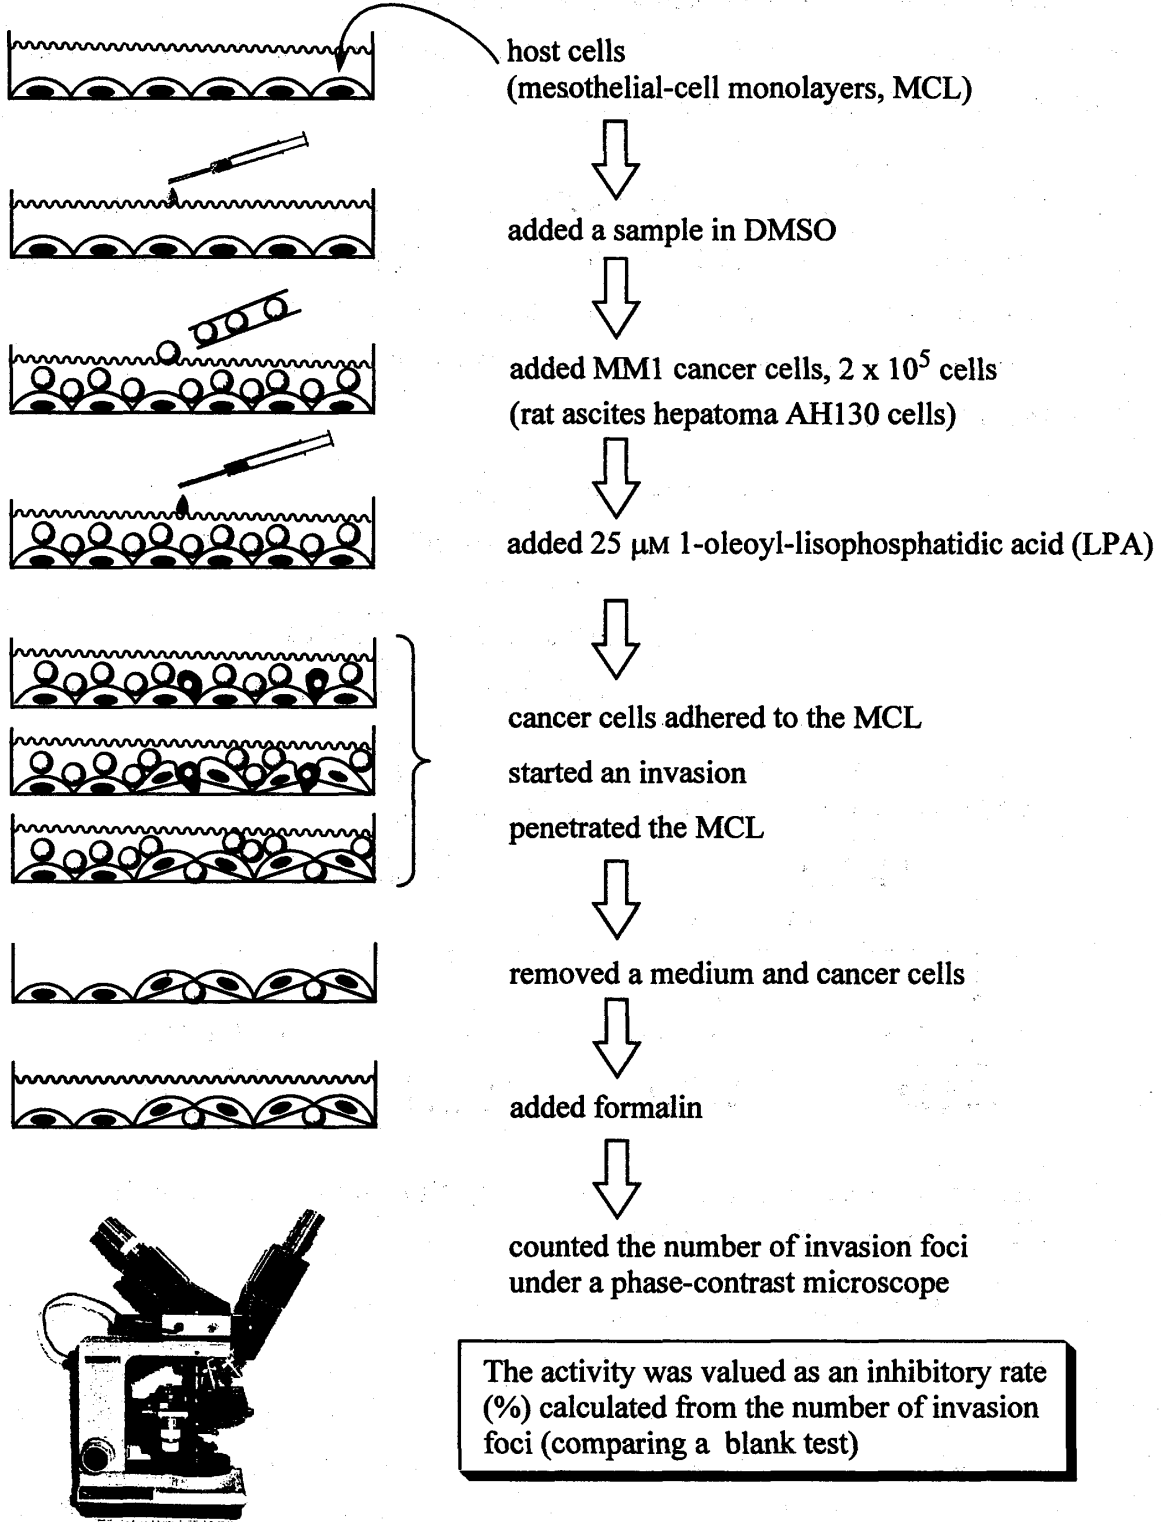 host cells
(mesothelial-cell monolayers, MCL)
added a sample in DMSO
added MM1 cancer cells, 2 x 10⁵ cells
(rat ascites hepatoma AH130 cells)
added 25 μM 1-oleoyl-lisophosphatidic acid (LPA)
cancer cells adhered to the MCL
started an invasion
penetrated the MCL
removed a medium and cancer cells
added formalin
counted the number of invasion foci
under a phase-contrast microscope
The activity was valued as an inhibitory rate
(%) calculated from the number of invasion
foci (comparing a blank test)